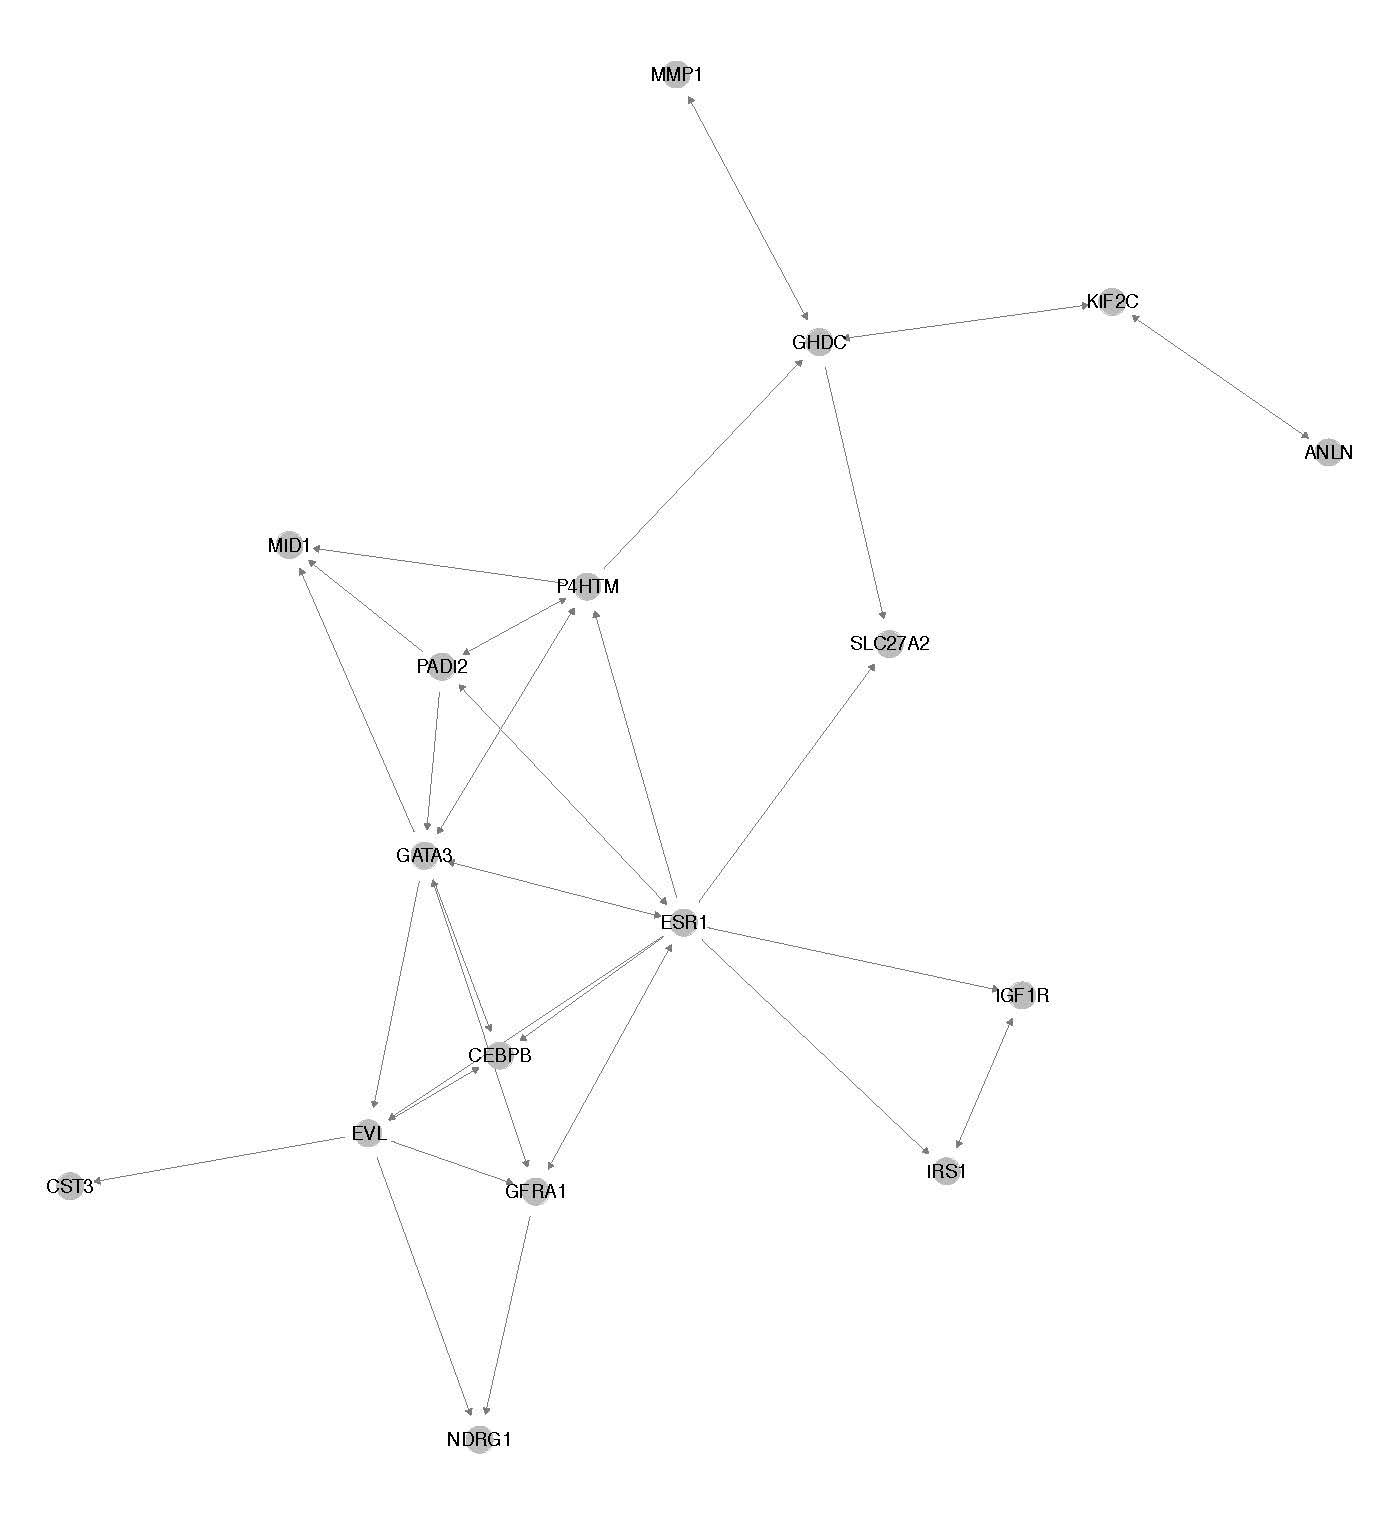 MMP1
KIF2C
GHDC
ANLN
MID1
P4HTM
SLC27A2
PADI2
GATA3
ESR1
IGF1R
CEBPB
EVL
IRS1
CST3
GFRA1
NDRG1